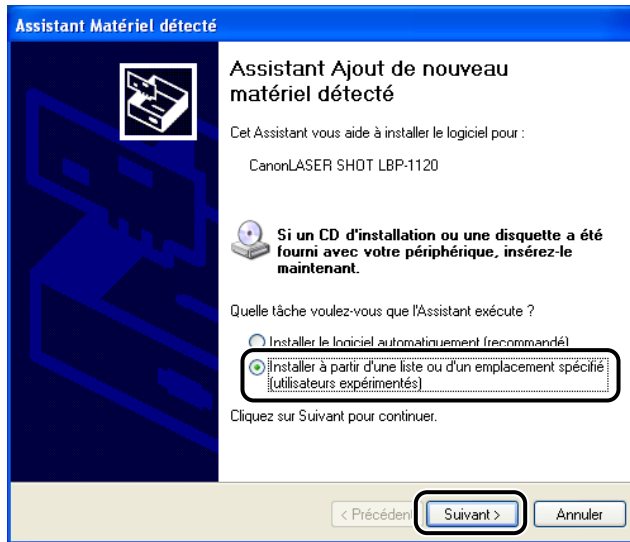 Assistant Matériel détecté
Assistant Ajout de nouveau
matériel détecté
Cet Assistant vous aide à installer le logiciel pour :
CanonLASER SHOT LBP-1120
Si un CD d'installation ou une disquette a été
fourni avec votre périphérique, insérez-le
maintenant.
Quelle tâche voulez-vous que l'Assistant exécute ?
Installer le logiciel automatiquement (recommandé)
Installer à partir d'une liste ou d'un emplacement spécifié
(utilisateurs expérimentés)
Cliquez sur Suivant pour continuer.
< Précédent Suivant > Annuler